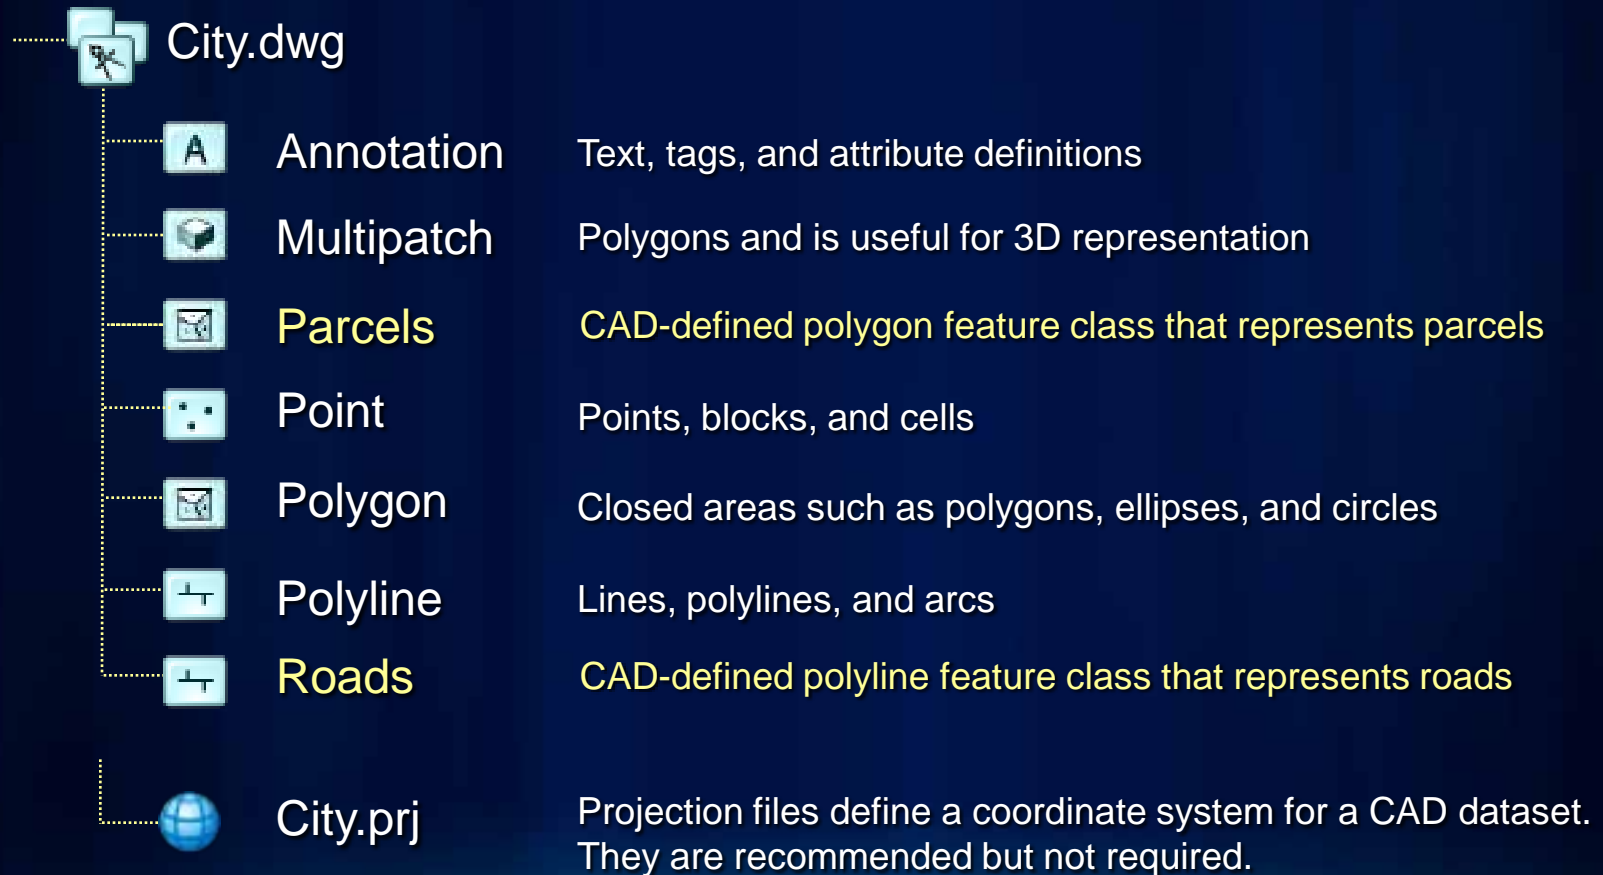 City.dwg
A
Annotation Text, tags, and attribute definitions
Multipatch Polygons and is useful for 3D representation
Parcels CAD-defined polygon feature class that represents parcels
Point Points, blocks, and cells
Polygon Closed areas such as polygons, ellipses, and circles
Polyline Lines, polylines, and arcs
Roads CAD-defined polyline feature class that represents roads
City.prj Projection files define a coordinate system for a CAD dataset.
They are recommended but not required.